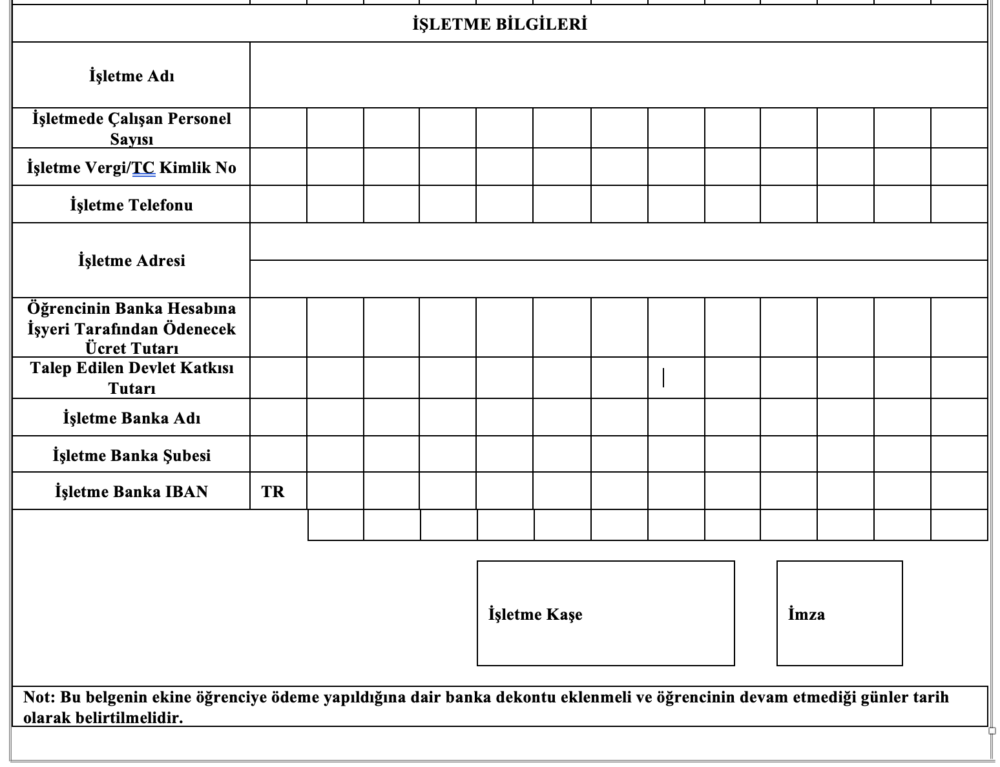 İŞLETME BİLGİLERİ
İşletme Adı
İşletmede Çalışan Personel
Sayısı
İşletme Vergi/TC Kimlik No
İşletme Telefonu
İşletme Adresi
Öğrencinin Banka Hesabına
İşyeri Tarafından Ödenecek
Ücret Tutarı
Talep Edilen Devlet Katkısı
Tutarı
İşletme Banka Adı
İşletme Banka Şubesi
İşletme Banka IBAN TR
İşletme Kaşe İmza
Not: Bu belgenin ekine öğrenciye ödeme yapıldığına dair banka dekontu eklenmeli ve öğrencinin devam etmediği günler tarih
olarak belirtilmelidir.